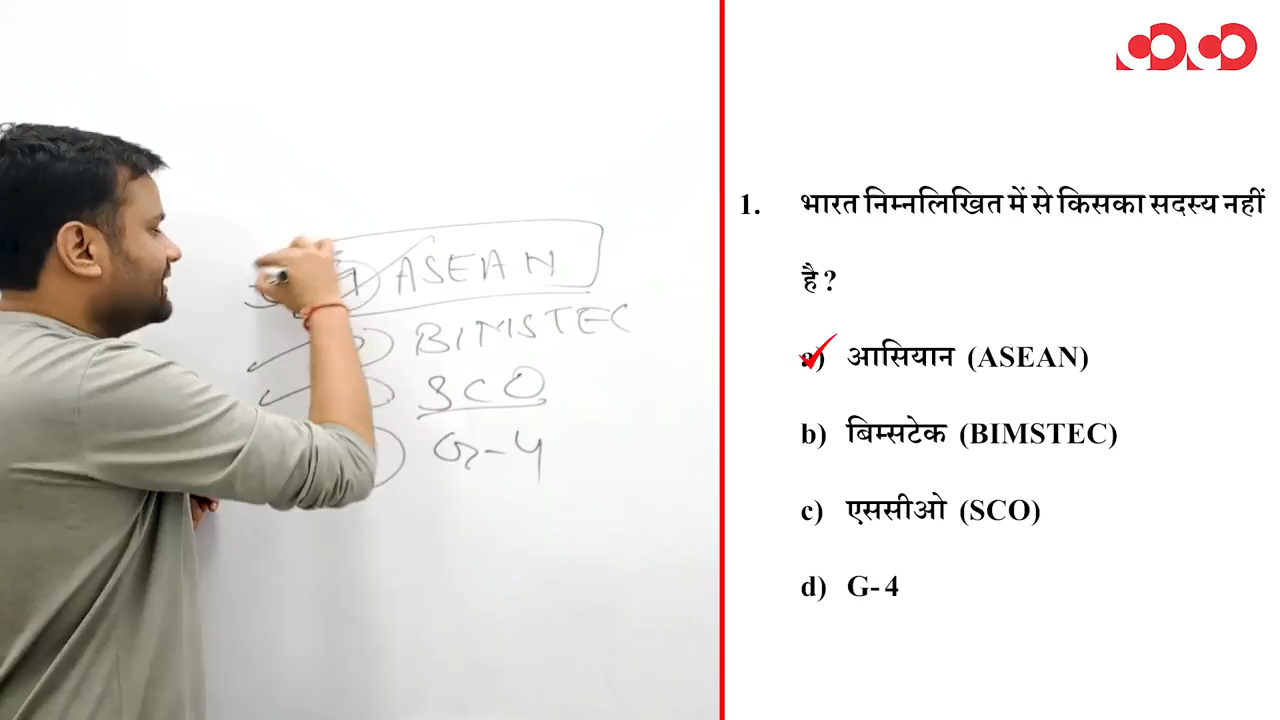 ASEAN
BIMSTEC
SCO
G-4
1. भारत निम्नलिखित में से किसका सदस्य नहीं
है ?
a) आसियान (ASEAN)
b) बिम्सटेक (BIMSTEC)
c) एससीओ (SCO)
d) G- 4